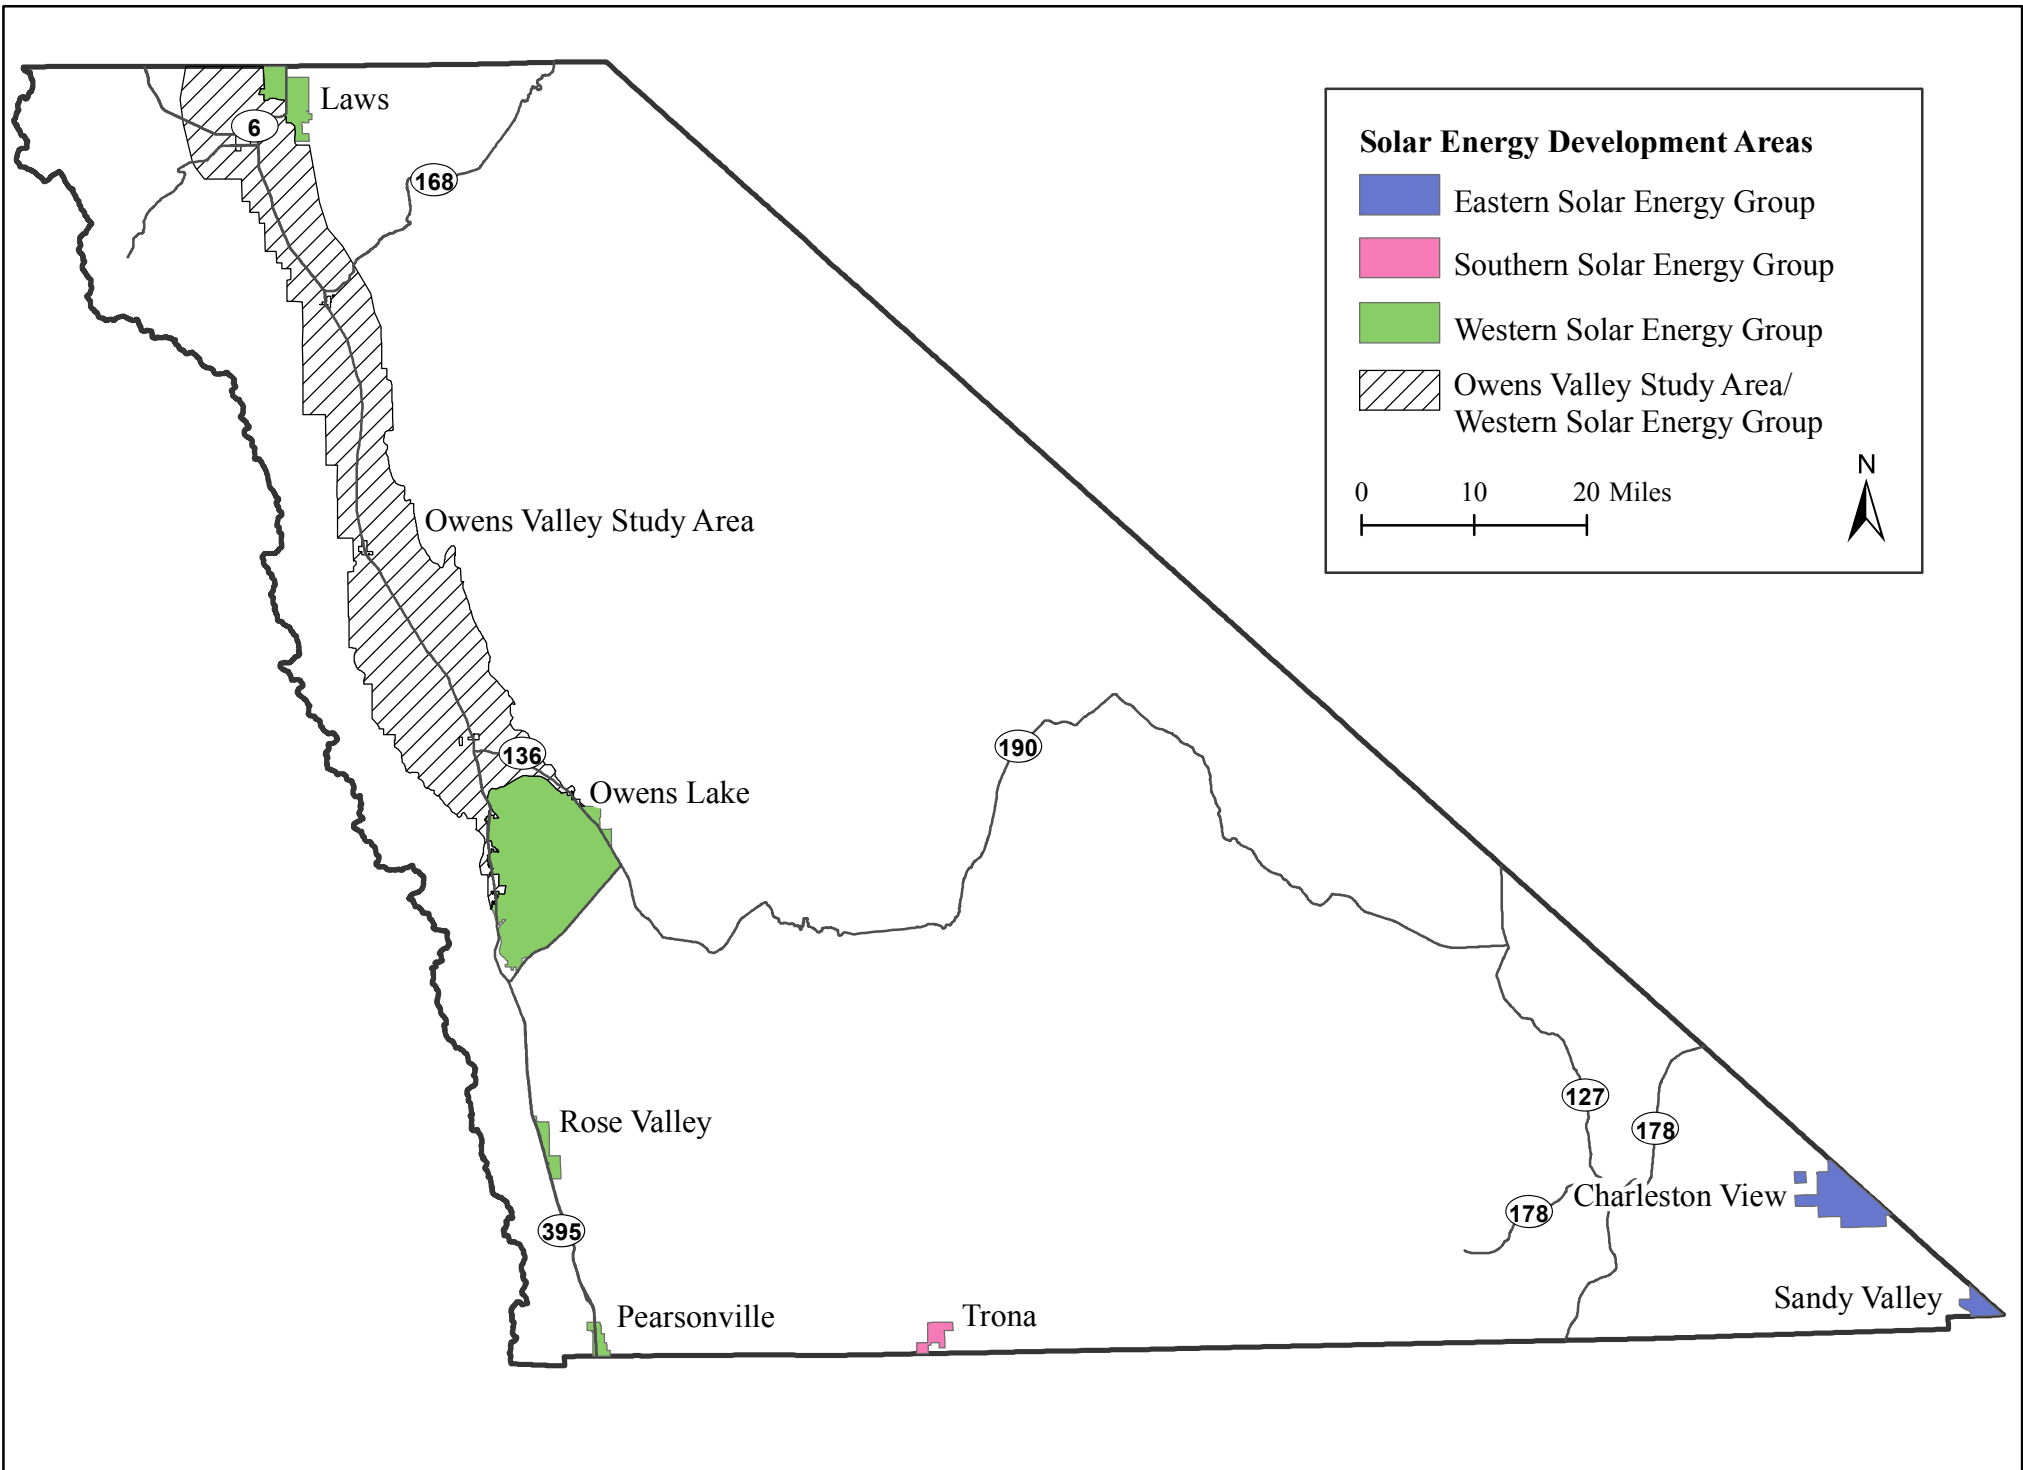 Laws
6
168
Solar Energy Development Areas
Eastern Solar Energy Group
Southern Solar Energy Group
Western Solar Energy Group
Owens Valley Study Area/
Western Solar Energy Group
N
0 10 20 Miles
Owens Valley Study Area
136
190
Owens Lake
127
Rose Valley
178
Charleston View
178
395
Sandy Valley
Pearsonville
Trona